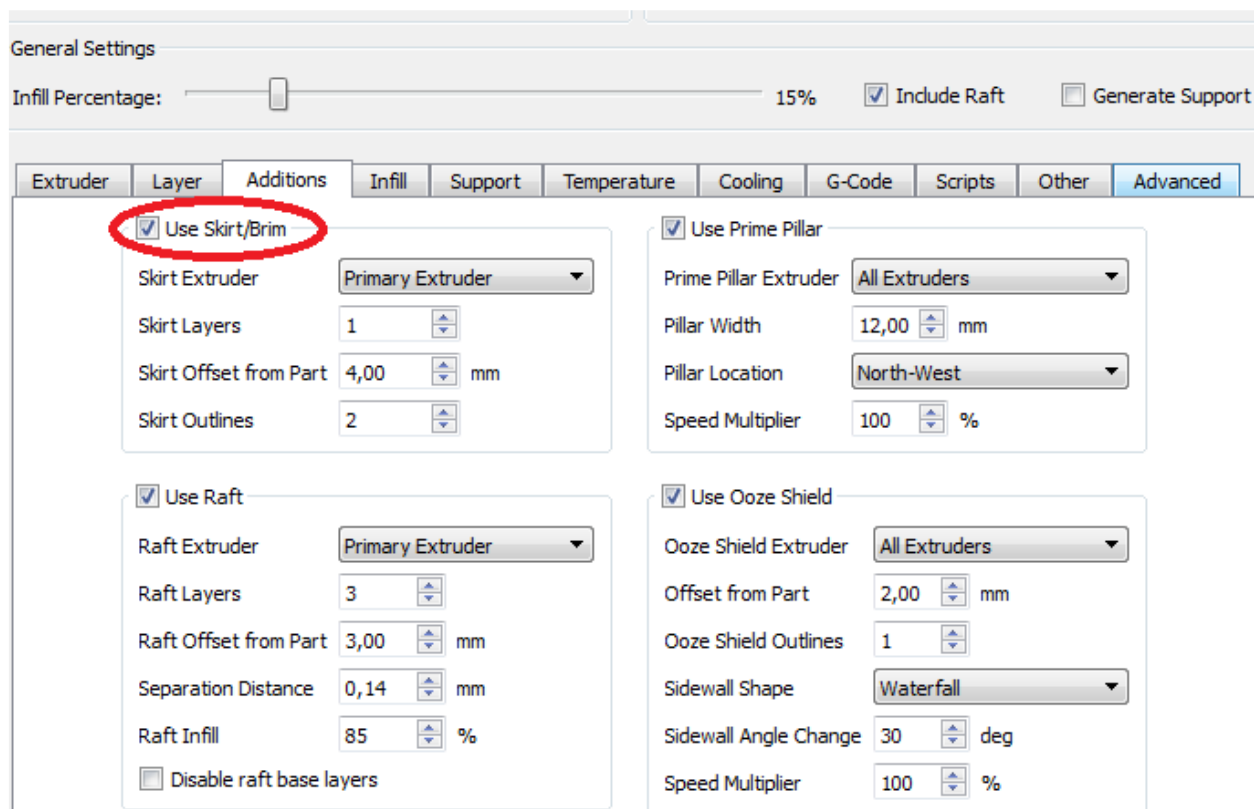 General Settings
Infill Percentage: 15% Include Raft Generate Support
Extruder Layer Additions Infill Support Temperature Cooling G-Code Scripts Other Advanced
Use Skirt/Brim
Skirt Extruder Primary Extruder
Skirt Layers 1
Skirt Offset from Part 4,00 mm
Skirt Outlines 2
Use Prime Pillar
Prime Pillar Extruder All Extruders
Pillar Width 12,00 mm
Pillar Location North-West
Speed Multiplier 100 %
Use Raft
Raft Extruder Primary Extruder
Raft Layers 3
Raft Offset from Part 3,00 mm
Separation Distance 0,14 mm
Raft Infill 85 %
Disable raft base layers
Use Ooze Shield
Ooze Shield Extruder All Extruders
Offset from Part 2,00 mm
Ooze Shield Outlines 1
Sidewall Shape Waterfall
Sidewall Angle Change 30 deg
Speed Multiplier 100 %